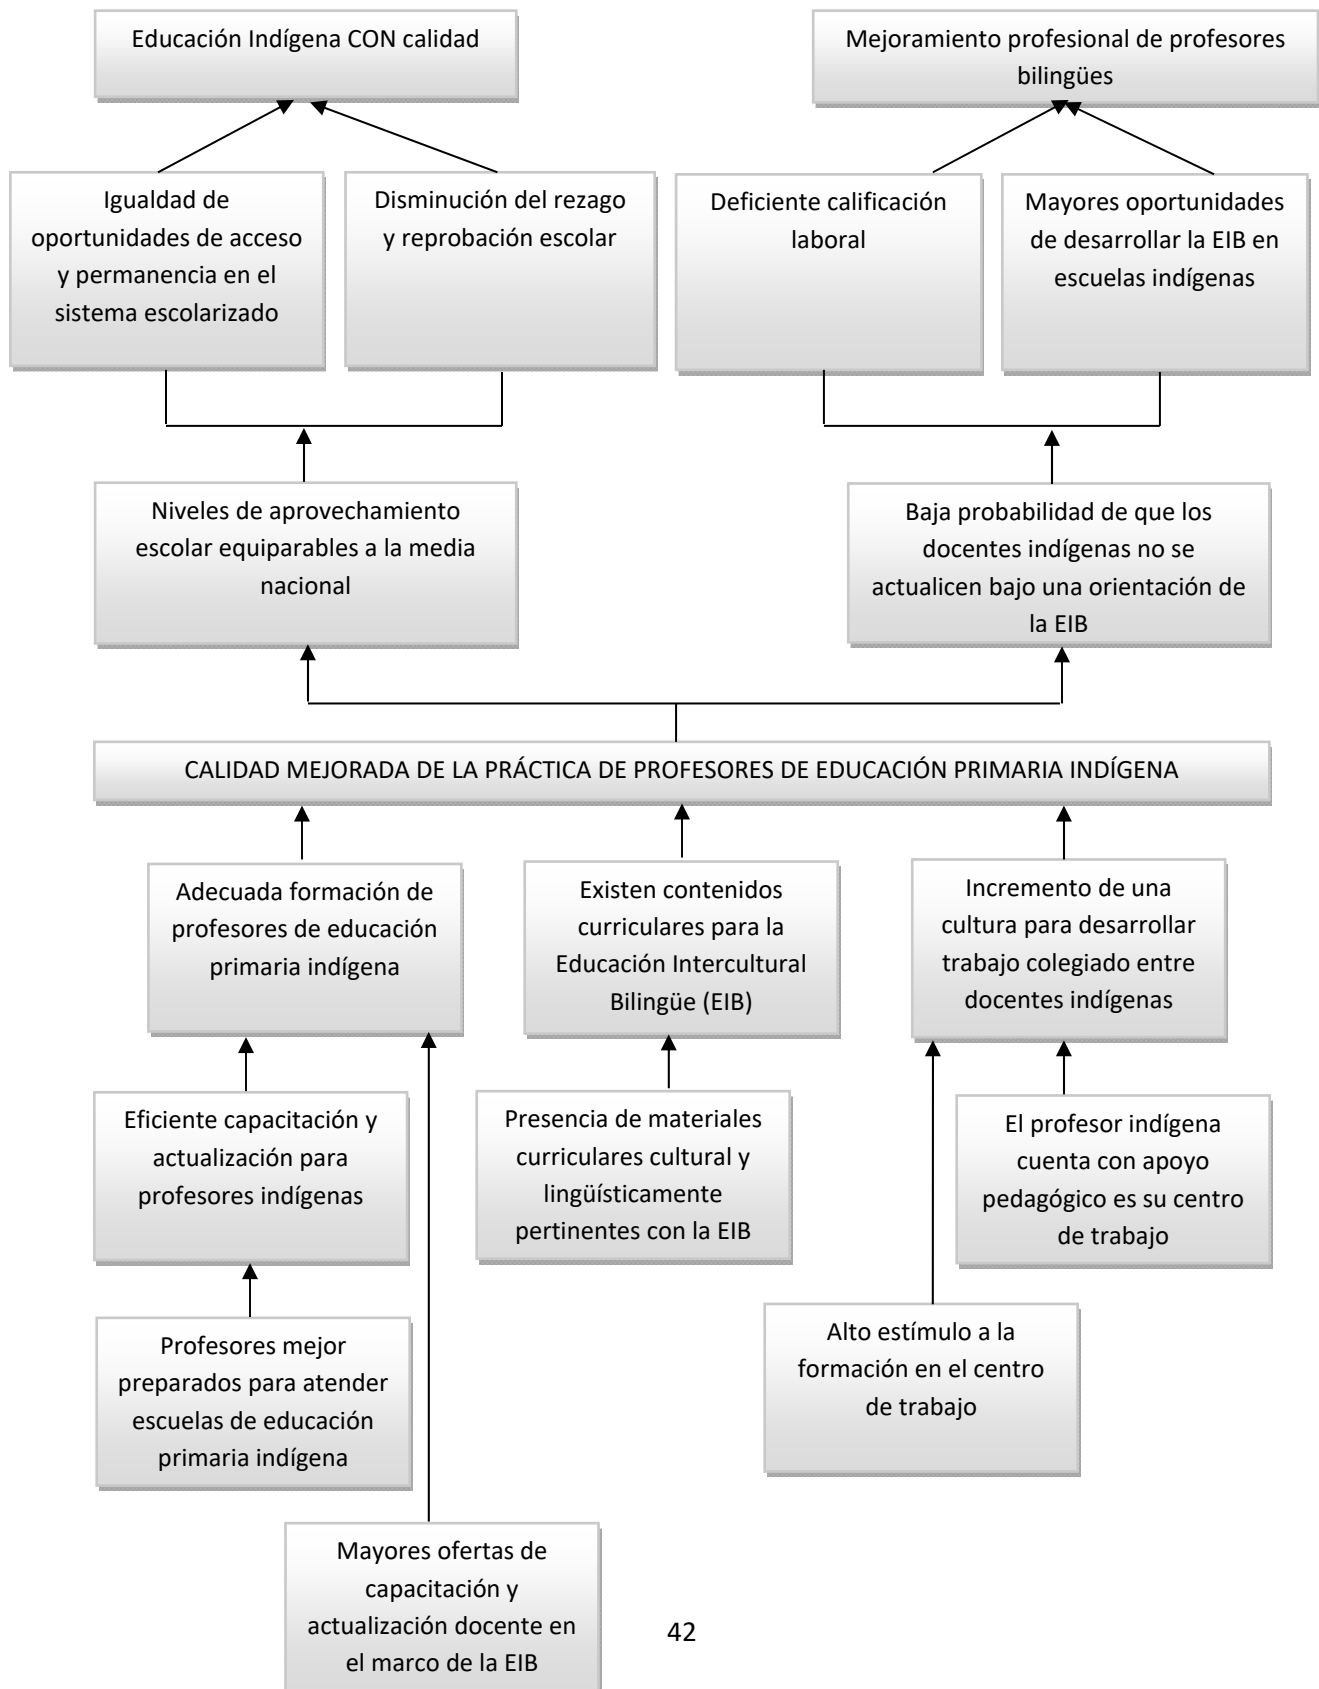 Educación Indígena CON calidad
Mejoramiento profesional de profesores
bilingües
Igualdad de
oportunidades de acceso
y permanencia en el
sistema escolarizado
Disminución del rezago
y reprobación escolar
Deficiente calificación
laboral
Mayores oportunidades
de desarrollar la EIB en
escuelas indígenas
Niveles de aprovechamiento
escolar equiparables a la media
nacional
Baja probabilidad de que los
docentes indígenas no se
actualicen bajo una orientación de
la EIB
CALIDAD MEJORADA DE LA PRÁCTICA DE PROFESORES DE EDUCACIÓN PRIMARIA INDÍGENA
Adecuada formación de
profesores de educación
primaria indígena
Existen contenidos
curriculares para la
Educación Intercultural
Bilingüe (EIB)
Incremento de una
cultura para desarrollar
trabajo colegiado entre
docentes indígenas
Eficiente capacitación y
actualización para
profesores indígenas
Presencia de materiales
curriculares cultural y
lingüísticamente
pertinentes con la EIB
El profesor indígena
cuenta con apoyo
pedagógico es su centro
de trabajo
Profesores mejor
preparados para atender
escuelas de educación
primaria indígena
Alto estímulo a la
formación en el centro
de trabajo
Mayores ofertas de
capacitación y
actualización docente en
el marco de la EIB
42